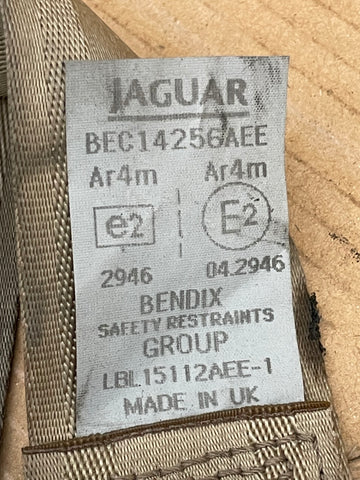 JAGUAR
BEC14256AEE
Ar4m Ar4m
e2 E2
2946 04.2946
BENDIX
SAFETY RESTRAINTS
GROUP
LBL15112AEE-1
MADE IN UK